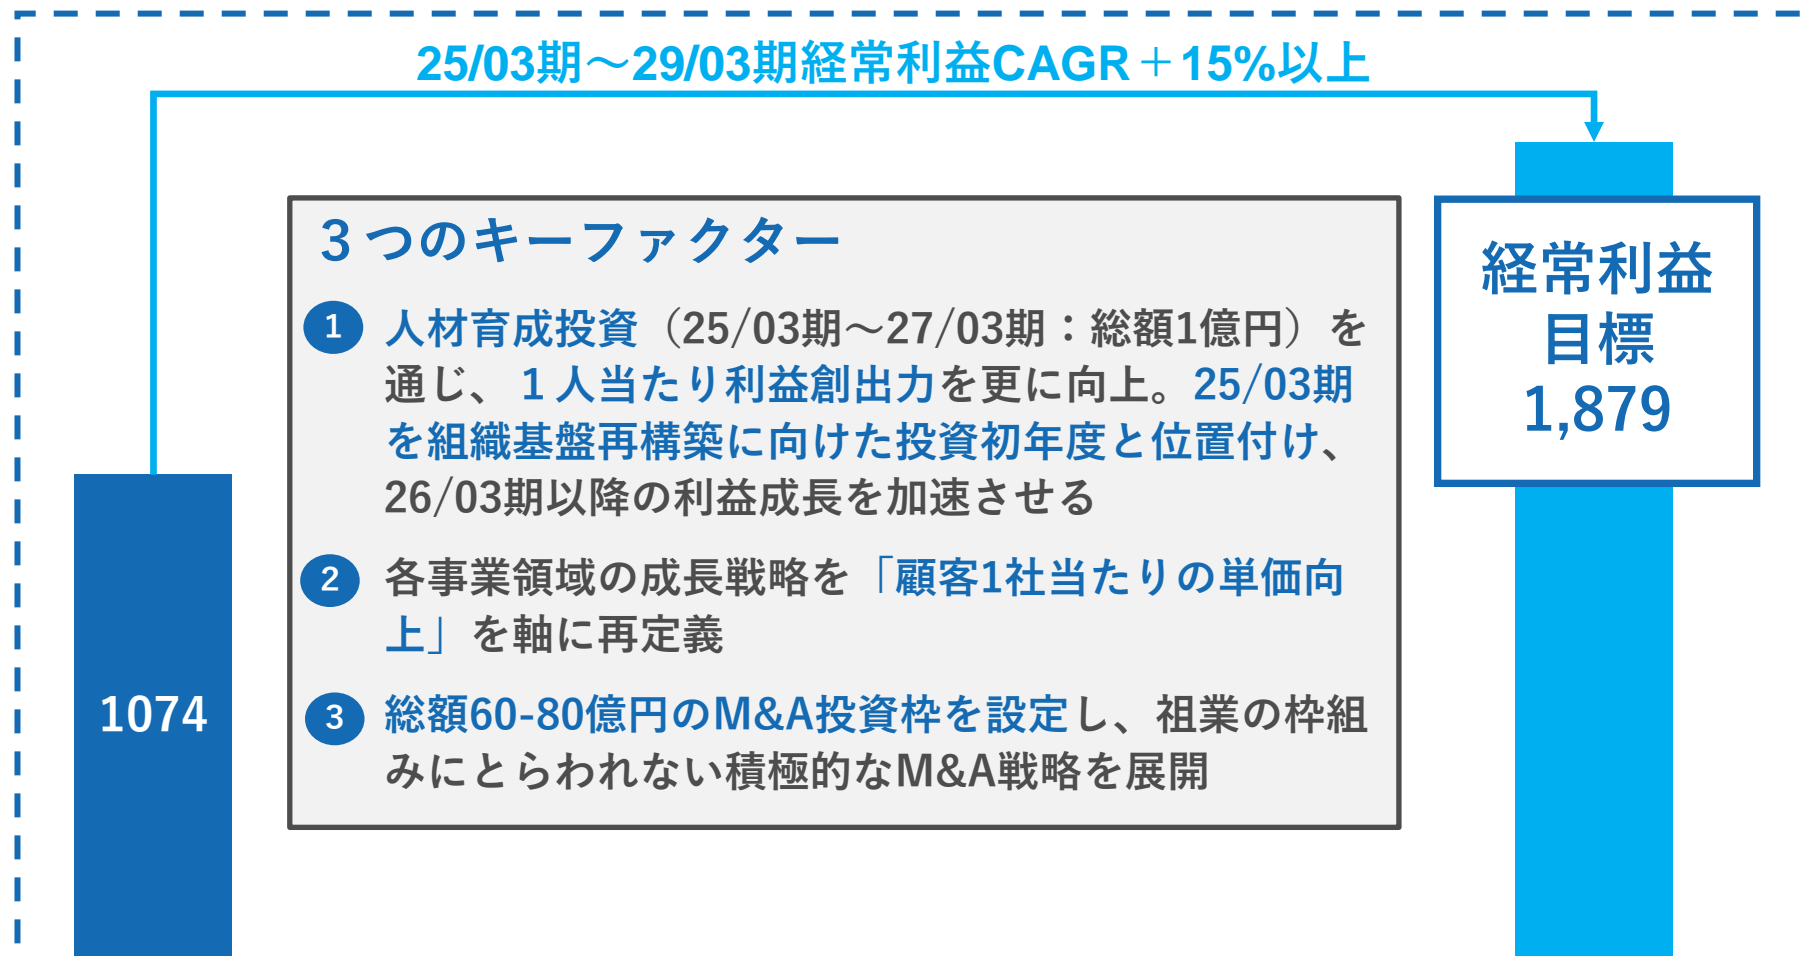 25/03期～29/03期経常利益CAGR＋15%以上
３つのキーファクター
1 人材育成投資（25/03期～27/03期：総額1億円）を
通じ、１人当たり利益創出力を更に向上。25/03期
を組織基盤再構築に向けた投資初年度と位置付け、
26/03期以降の利益成長を加速させる
2 各事業領域の成長戦略を「顧客1社当たりの単価向
上」を軸に再定義
3 総額60-80億円のM&A投資枠を設定し、祖業の枠組
みにとらわれない積極的なM&A戦略を展開
経常利益
目標
1,879
1074